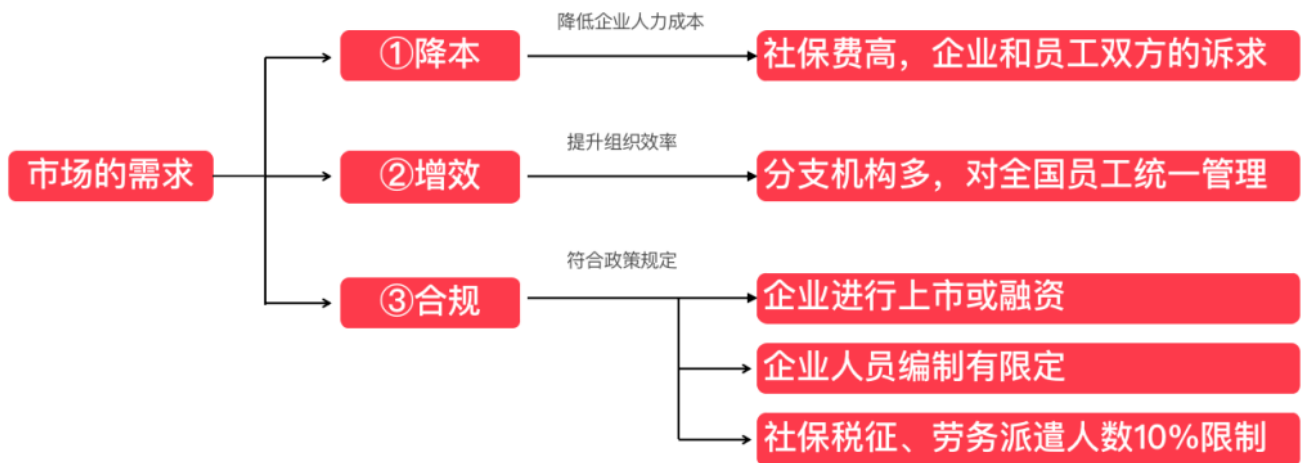 降低企业人力成本
①降本
社保费高，企业和员工双方的诉求
提升组织效率
市场的需求
②增效
分支机构多，对全国员工统一管理
符合政策规定
③合规
企业进行上市或融资
企业人员编制有限定
社保税征、劳务派遣人数10%限制